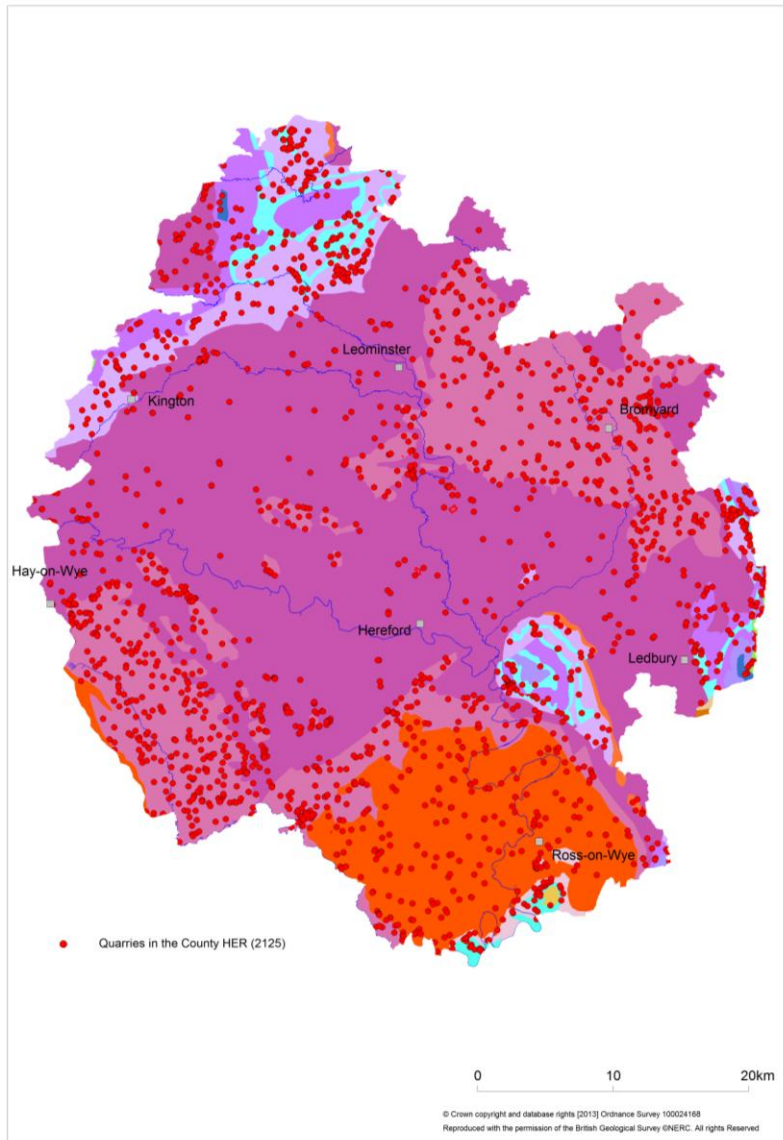 Leominster
Kington
Bromyard
Hay-on-Wye
Hereford
Ledbury
Ross-on-Wye
Quarries in the County HER (2125)
0 10 20km
© Crown copyright and database rights [2013] Ordnance Survey 100024168
Reproduced with the permission of the British Geological Survey ©NERC. All rights Reserved